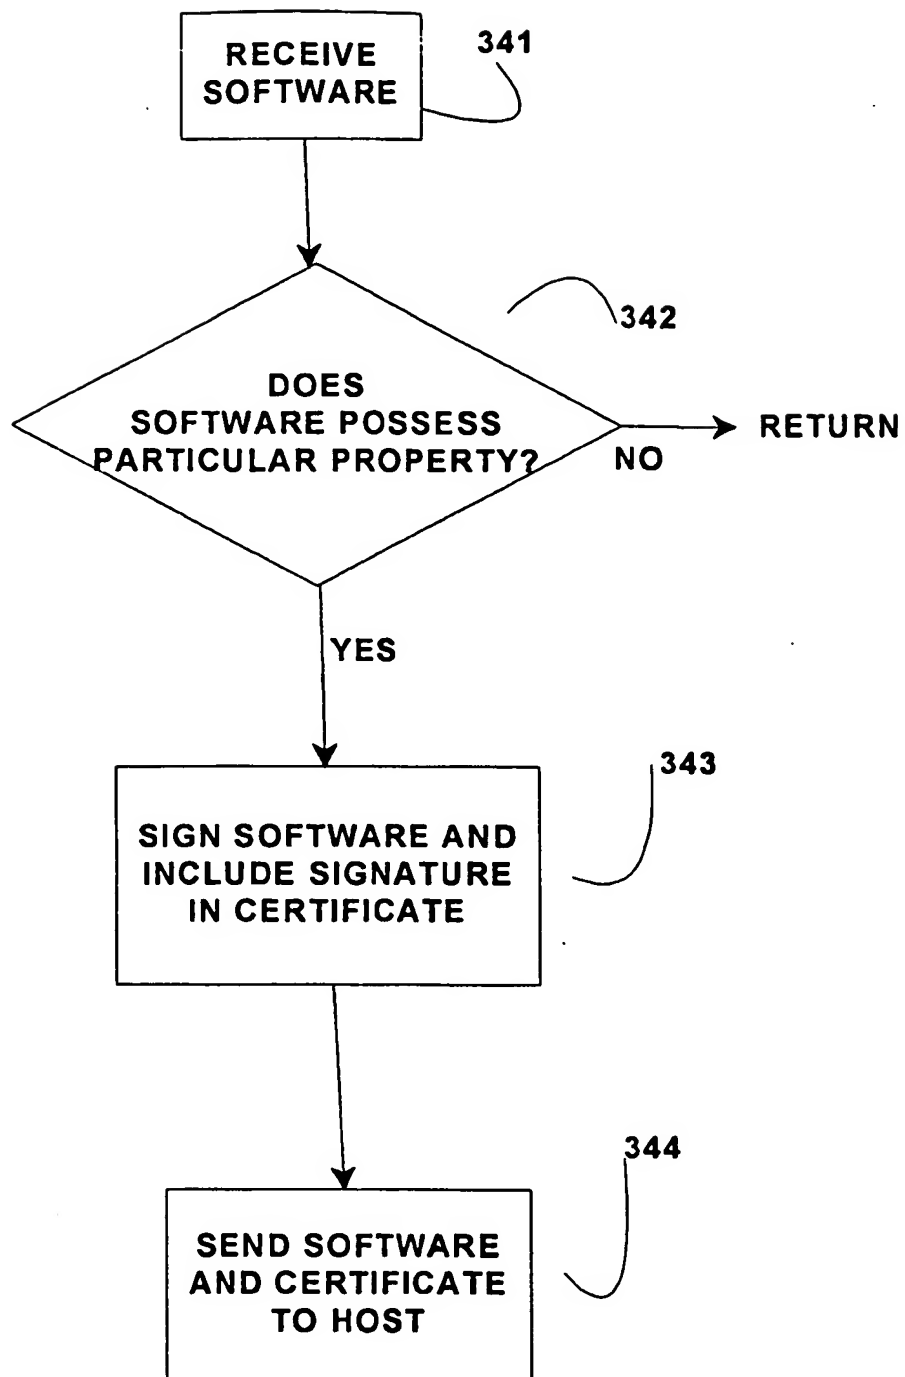 RECEIVE
SOFTWARE
341
342
DOES
SOFTWARE POSSESS
PARTICULAR PROPERTY?
NO
RETURN
YES
343
SIGN SOFTWARE AND
INCLUDE SIGNATURE
IN CERTIFICATE
344
SEND SOFTWARE
AND CERTIFICATE
TO HOST